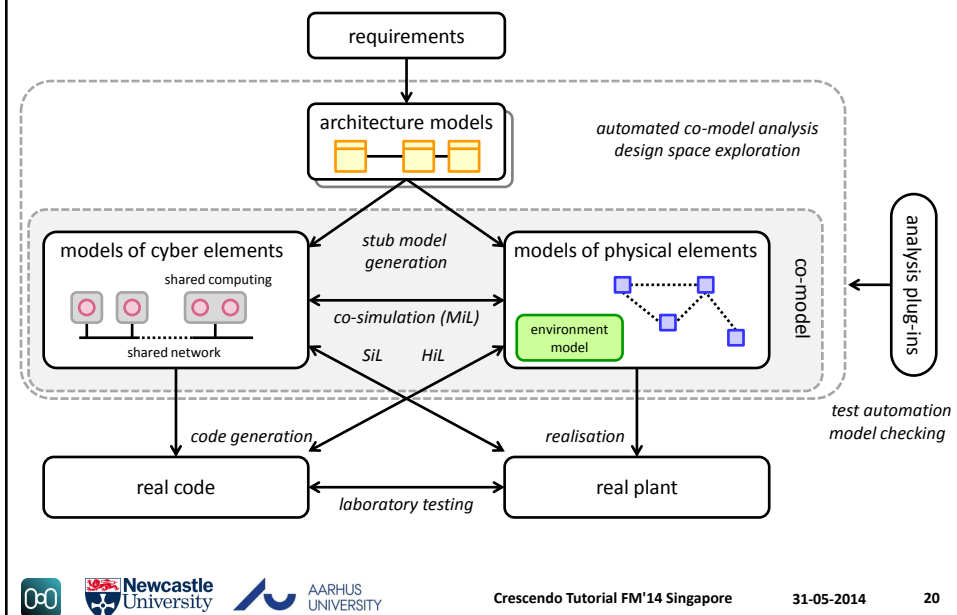 requirements
architecture models
automated co-model analysis
design space exploration
models of cyber elements
shared computing
shared network
stub model
generation
co-simulation (MiL)
SiL HiL
models of physical elements
environment
model
co-model
analysis plug-ins
test automation
model checking
code generation
realisation
real code
laboratory testing
real plant
Newcastle
University
AARHUS
UNIVERSITY
Crescendo Tutorial FM'14 Singapore 31-05-2014 20